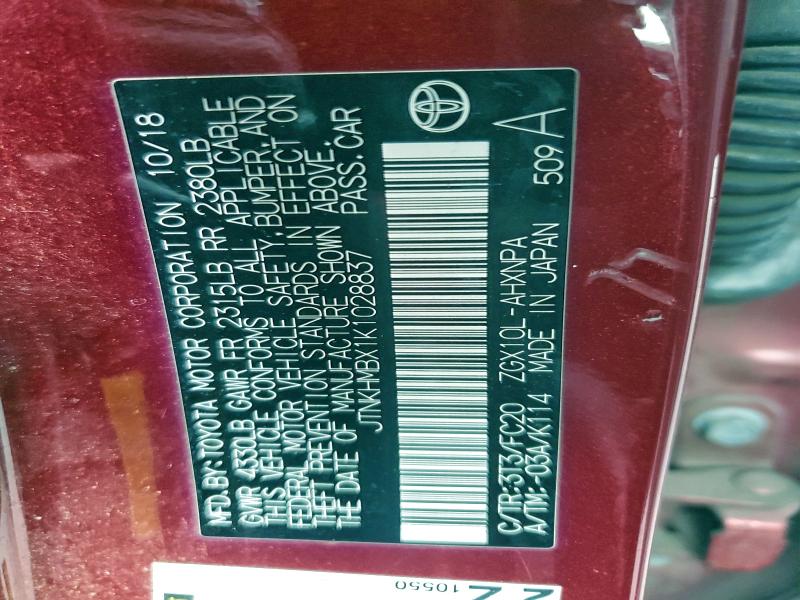 MFD.BY:TOYOTA MOTOR CORPORATION 10/18
GVWR 4330LB GAWR FR 2315LB RR 2380LB
THIS VEHICLE CONFORMS TO ALL APPLICABLE
FEDERAL MOTOR VEHICLE SAFETY,BUMPER,AND
THEFT PREVENTION STANDARDS IN EFFECT ON
THE DATE OF MANUFACTURE SHOWN ABOVE.
JTNKHMBX1K1028837 PASS.CAR
C/TR:3T3/FC20 ZGX10L-AHXNPA 509
A/TM:-03A/K114 MADE IN JAPAN A
10550